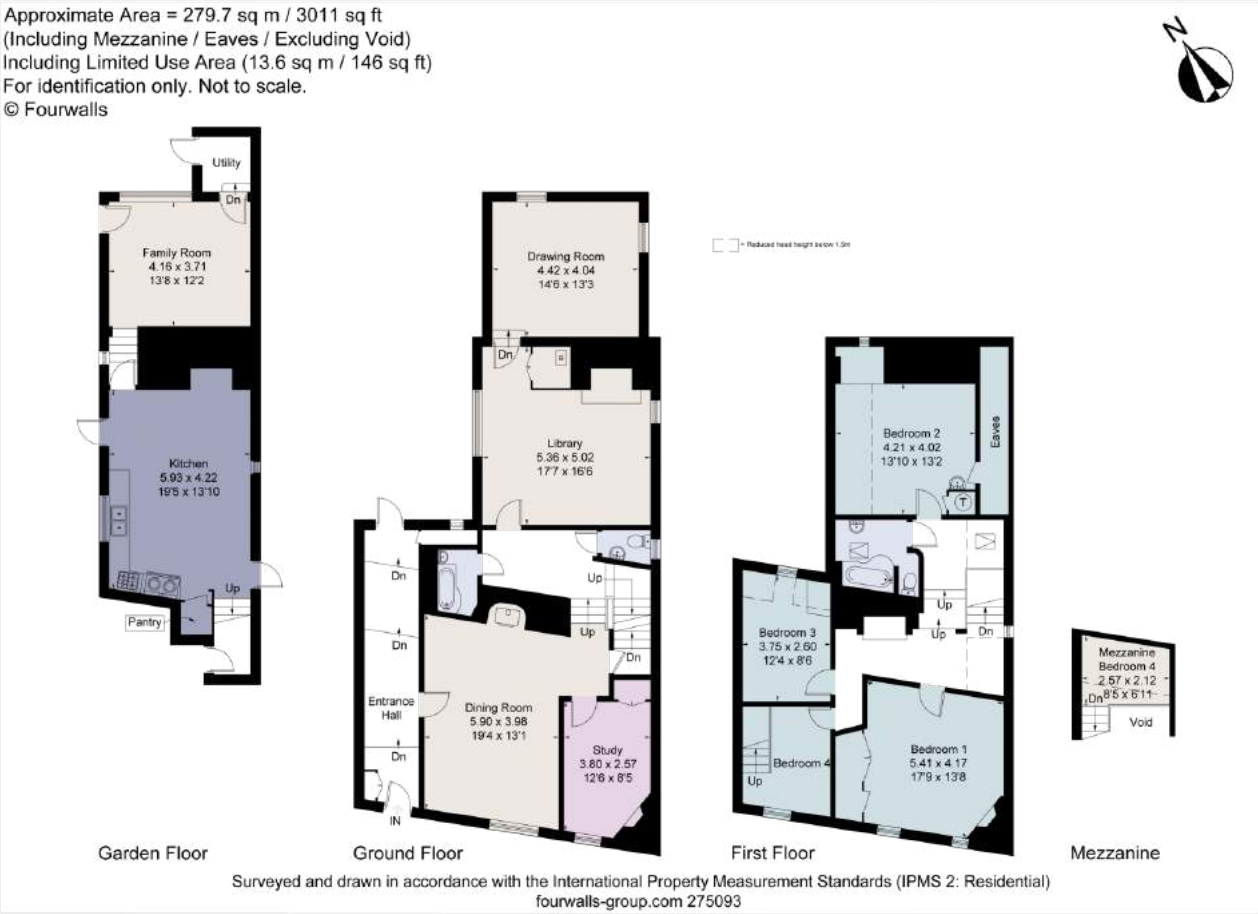 Approximate Area = 279.7 sq m / 3011 sq ft
(Including Mezzanine / Eaves / Excluding Void)
Including Limited Use Area (13.6 sq m / 146 sq ft)
For identification only. Not to scale.
© Fourwalls
N
Utility
Dn
Family Room
4.16 x 3.71
13'8 x 12'2
Kitchen
5.93 x 4.22
19'5 x 13'10
Up
Pantry
Garden Floor
Drawing Room
4.42 x 4.04
14'6 x 13'3
Dn
Library
5.36 x 5.02
17'7 x 16'6
Dn
Up
Dn
Up
Dn
Entrance
Hall
Dining Room
5.90 x 3.98
19'4 x 13'1
Study
3.80 x 2.57
12'6 x 8'5
Dn
IN
Ground Floor
= Reduced head height below 1.5m
Bedroom 2
4.21 x 4.02
13'10 x 13'2
Eaves
T
Up
Up
Dn
Bedroom 3
3.75 x 2.60
12'4 x 8'6
Bedroom 4
Up
Bedroom 1
5.41 x 4.17
17'9 x 13'8
First Floor
Mezzanine
Bedroom 4
2.57 x 2.12
8'5 x 6'11
Dn
Void
Mezzanine
Surveyed and drawn in accordance with the International Property Measurement Standards (IPMS 2: Residential)
fourwalls-group.com 275093